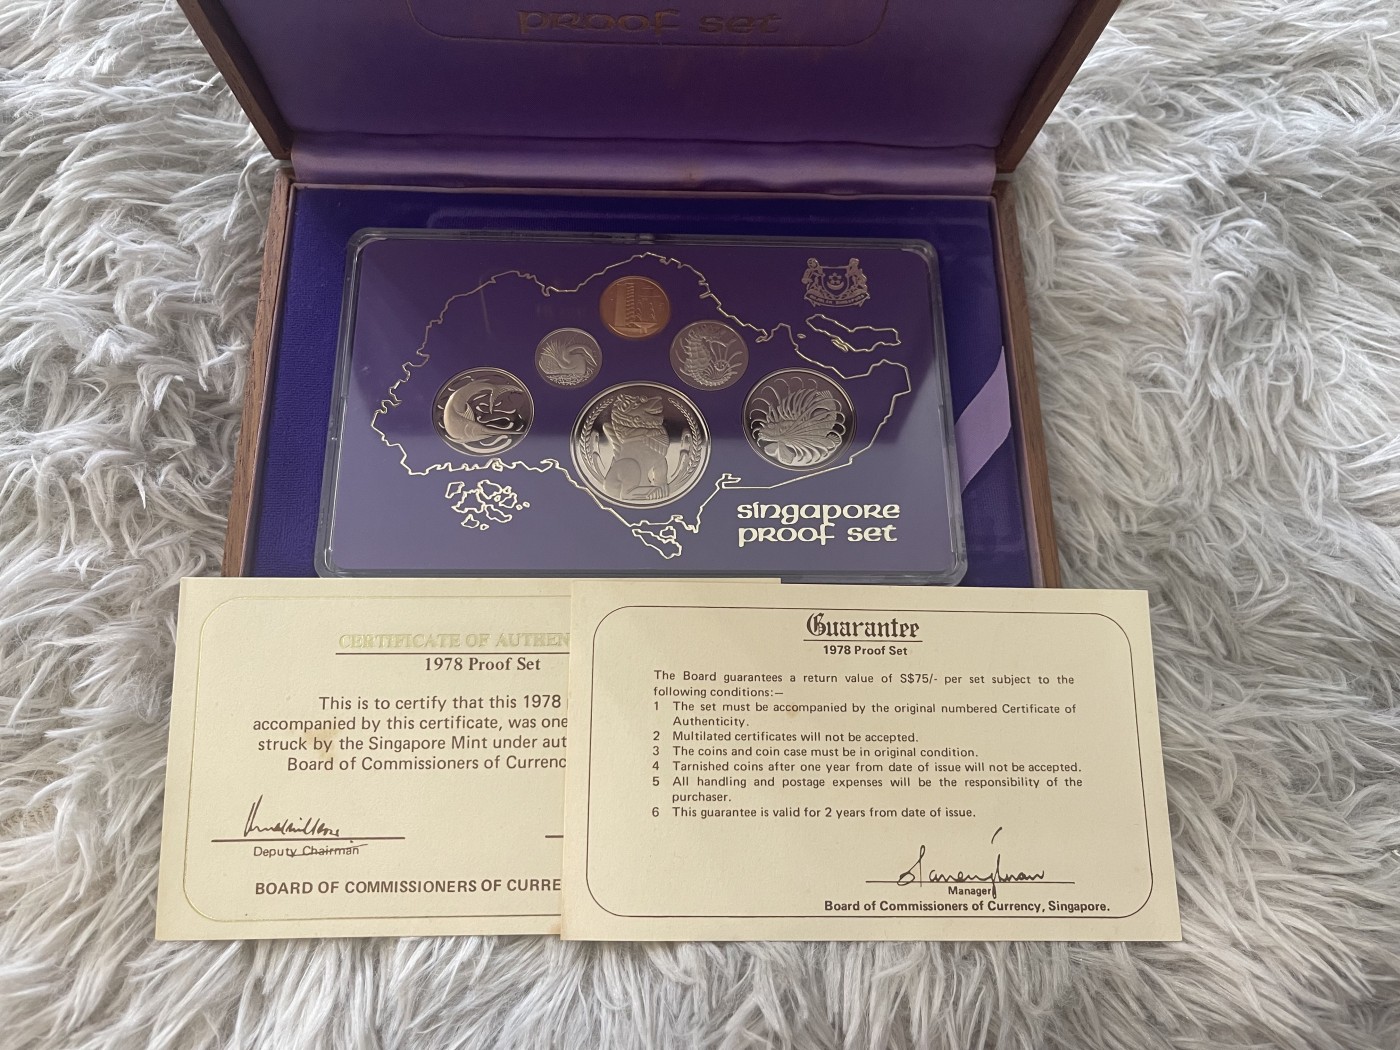 proof set
singapore
proof set
CERTIFICATE OF AUTHEN
1978 Proof Set
This is to certify that this 1978
accompanied by this certificate, was one
struck by the Singapore Mint under aut
Board of Commissioners of Currenc
Deputy Chairman
BOARD OF COMMISSIONERS OF CURRE
Guarantee
1978 Proof Set
The Board guarantees a return value of S$75/- per set subject to the
following conditions:—
1 The set must be accompanied by the original numbered Certificate of
Authenticity.
2 Multilated certificates will not be accepted.
3 The coins and coin case must be in original condition.
4 Tarnished coins after one year from date of issue will not be accepted.
5 All handling and postage expenses will be the responsibility of the
purchaser.
6 This guarantee is valid for 2 years from date of issue.
Manager
Board of Commissioners of Currency, Singapore.